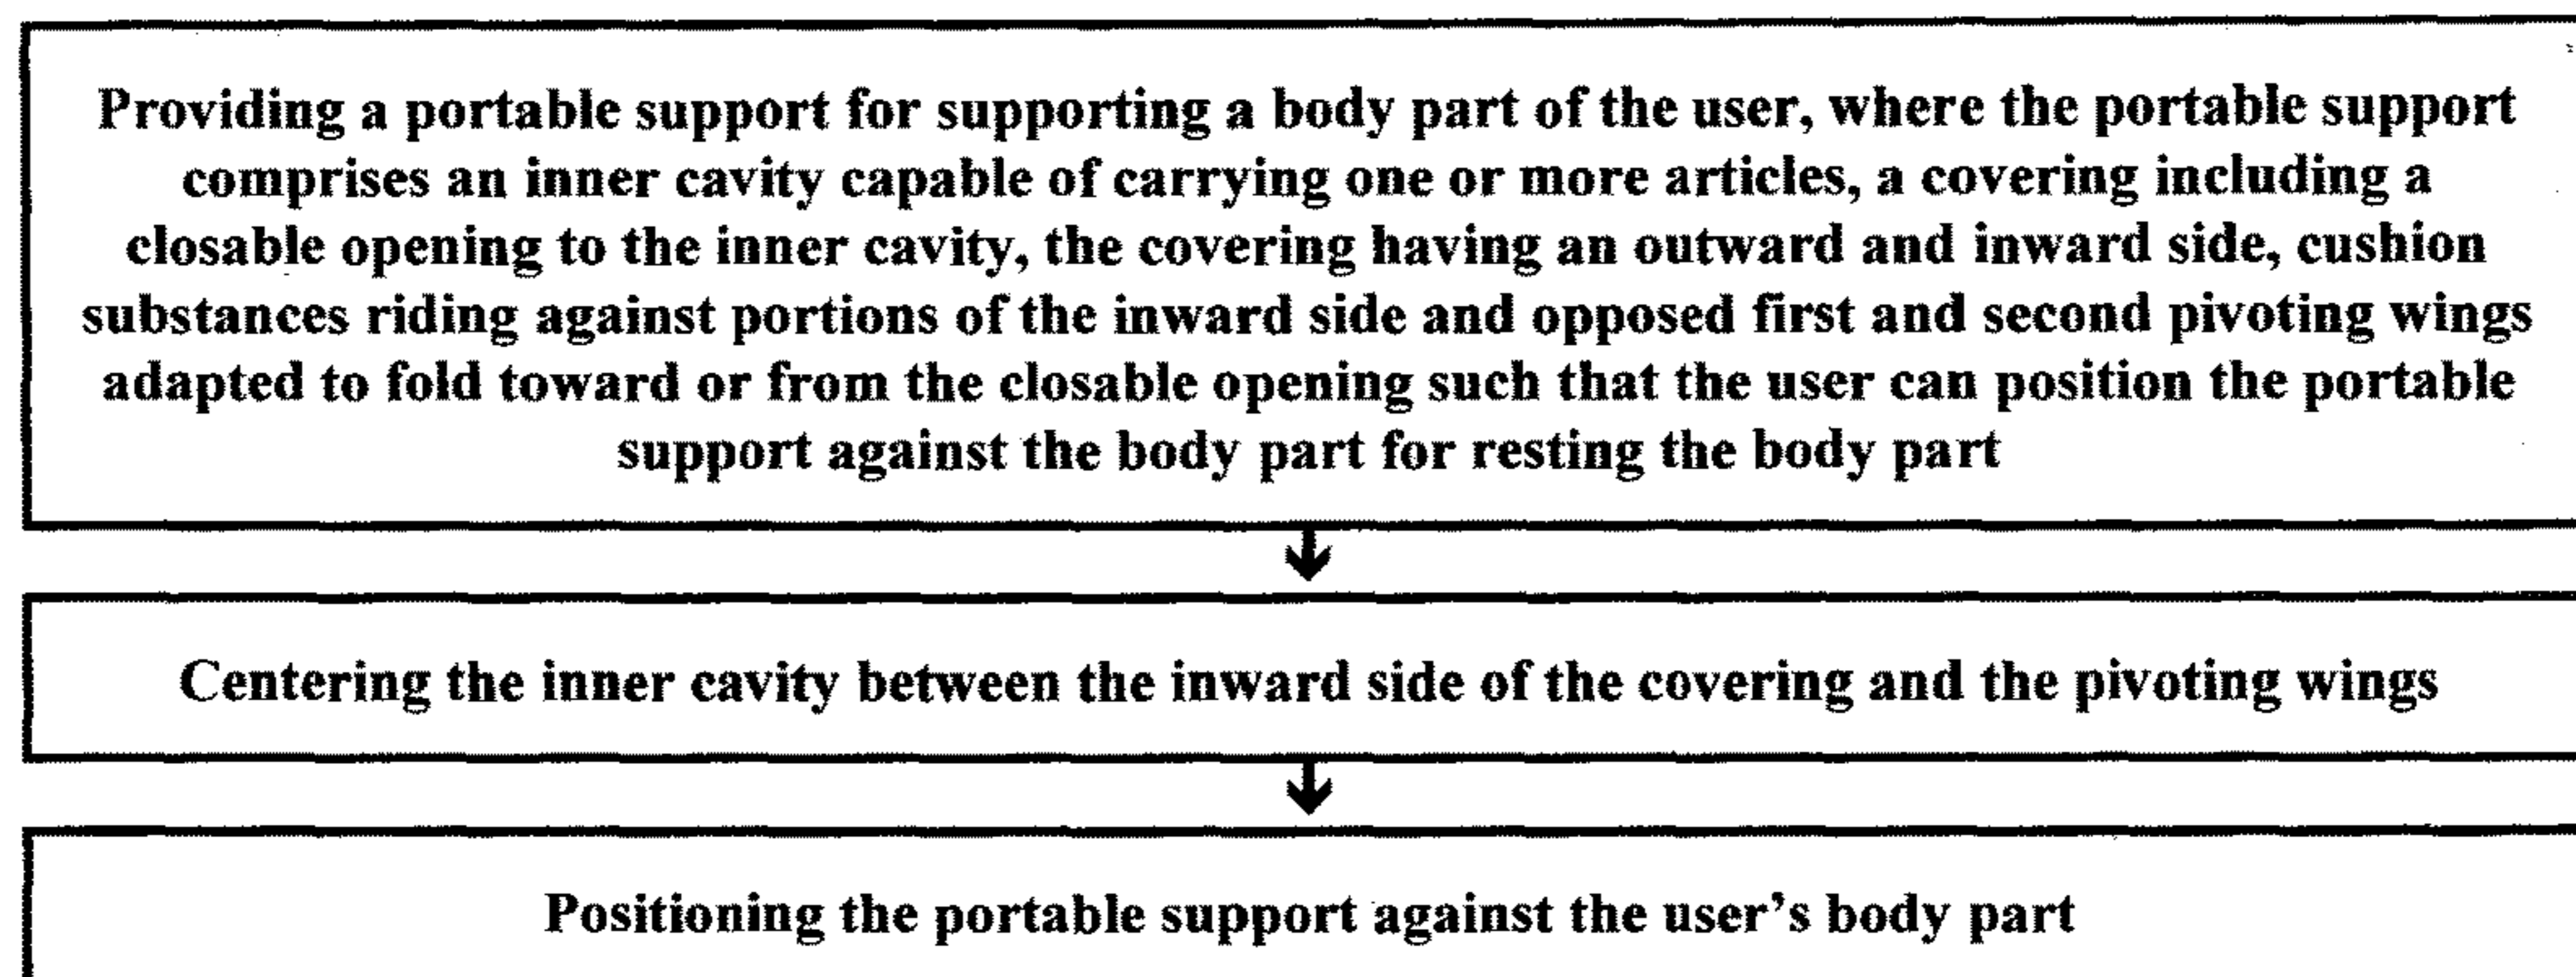 Providing a portable support for supporting a body part of the user, where the portable support
comprises an inner cavity capable of carrying one or more articles, a covering including a
closable opening to the inner cavity, the covering having an outward and inward side, cushion
substances riding against portions of the inward side and opposed first and second pivoting wings
adapted to fold toward or from the closable opening such that the user can position the portable
support against the body part for resting the body part
Centering the inner cavity between the inward side of the covering and the pivoting wings
Positioning the portable support against the user's body part